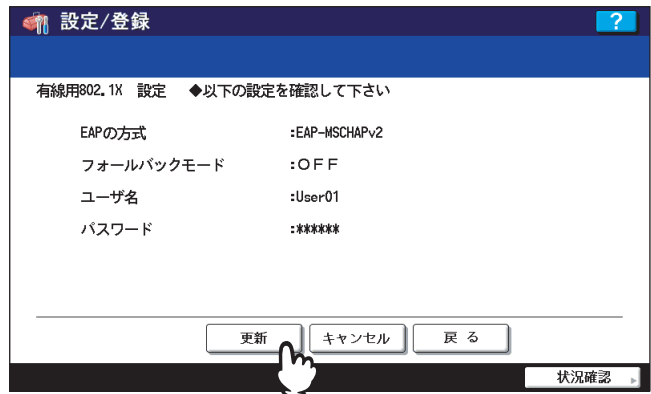 設定/登録
?
有線用802.1X 設定 ◆以下の設定を確認して下さい
EAPの方式 :EAP-MSCHAPv2
フォールバックモード :ＯＦＦ
ユーザ名 :User01
パスワード :******
更新 キャンセル 戻る
状況確認